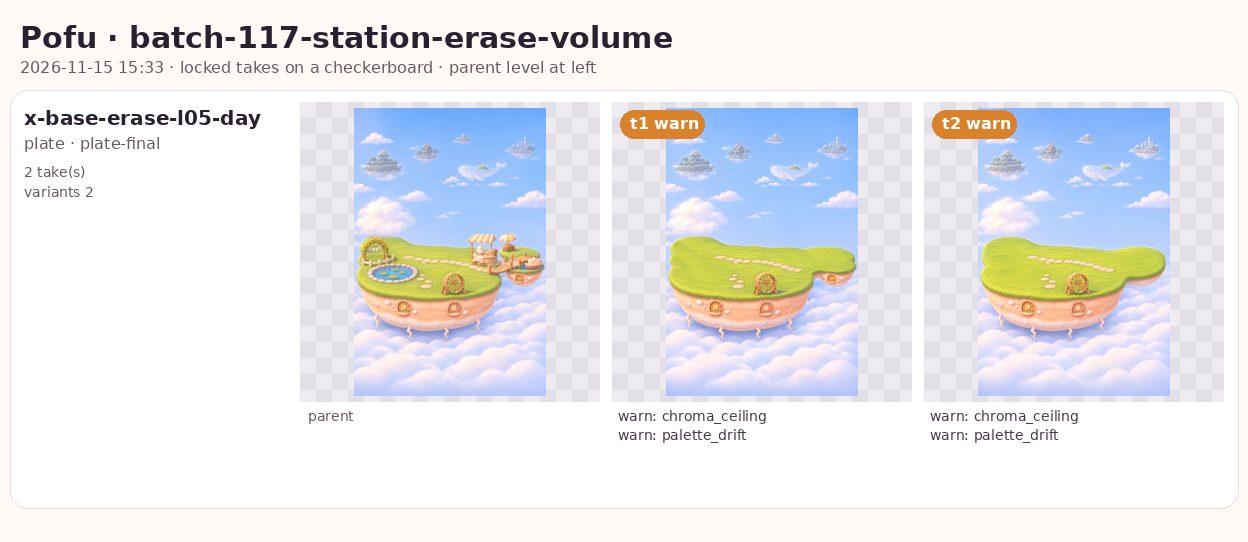 Pofu · batch-117-station-erase-volume
2026-11-15 15:33 · locked takes on a checkerboard · parent level at left
x-base-erase-l05-day
plate · plate-final
2 take(s)
variants 2
t1 warn
t2 warn
parent
warn: chroma_ceiling
warn: palette_drift
warn: chroma_ceiling
warn: palette_drift